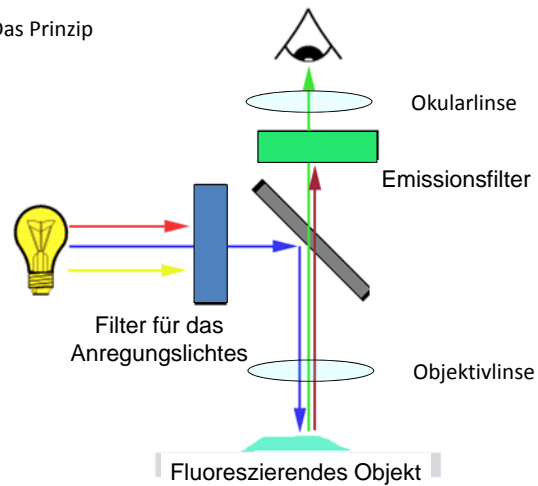 Das Prinzip
Okularlinse
Emissionsfilter
Filter für das
Anregungslichtes
Objektivlinse
Fluoreszierendes Objekt